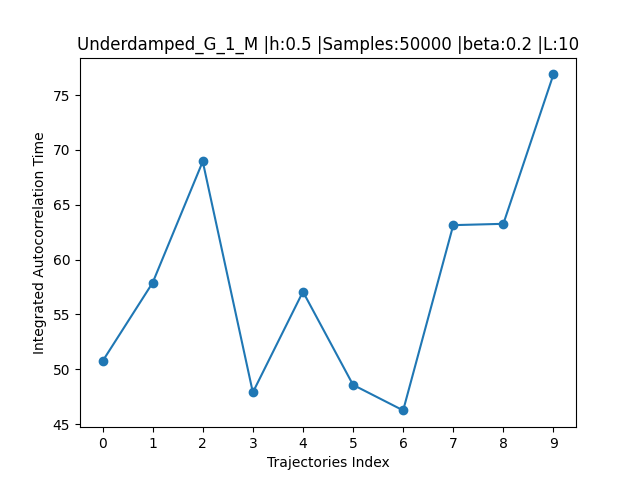 Underdamped_G_1_M |h:0.5 |Samples:50000 |beta:0.2 |L:10
Integrated Autocorrelation Time
75
70
65
60
55
50
45
0 1 2 3 4 5 6 7 8 9
Trajectories Index